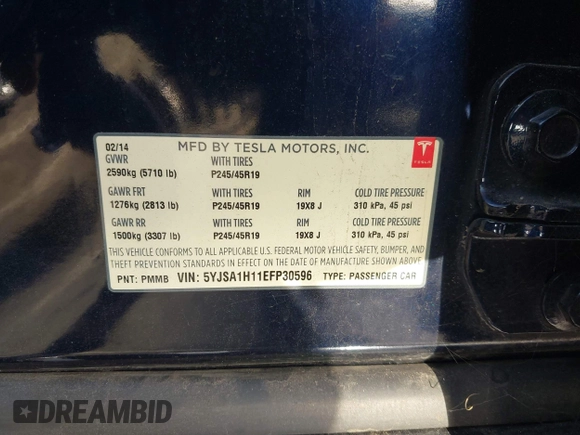 02/14
MFD BY TESLA MOTORS, INC.
TESLA
GVWR WITH TIRES
2590kg (5710 lb) P245/45R19
GAWR FRT WITH TIRES RIM COLD TIRE PRESSURE
1276kg (2813 lb) P245/45R19 19X8 J 310 kPa, 45 psi
GAWR RR WITH TIRES RIM COLD TIRE PRESSURE
1500kg (3307 lb) P245/45R19 19X8 J 310 kPa, 45 psi
THIS VEHICLE CONFORMS TO ALL APPLICABLE U.S. FEDERAL MOTOR VEHICLE SAFETY, BUMPER, AND
THEFT PREVENTION STANDARDS IN EFFECT ON THE DATE OF MANUFACTURE SHOWN ABOVE
PNT: PMMB VIN: 5YJSA1H11EFP30596 TYPE: PASSENGER CAR
DREAMBID